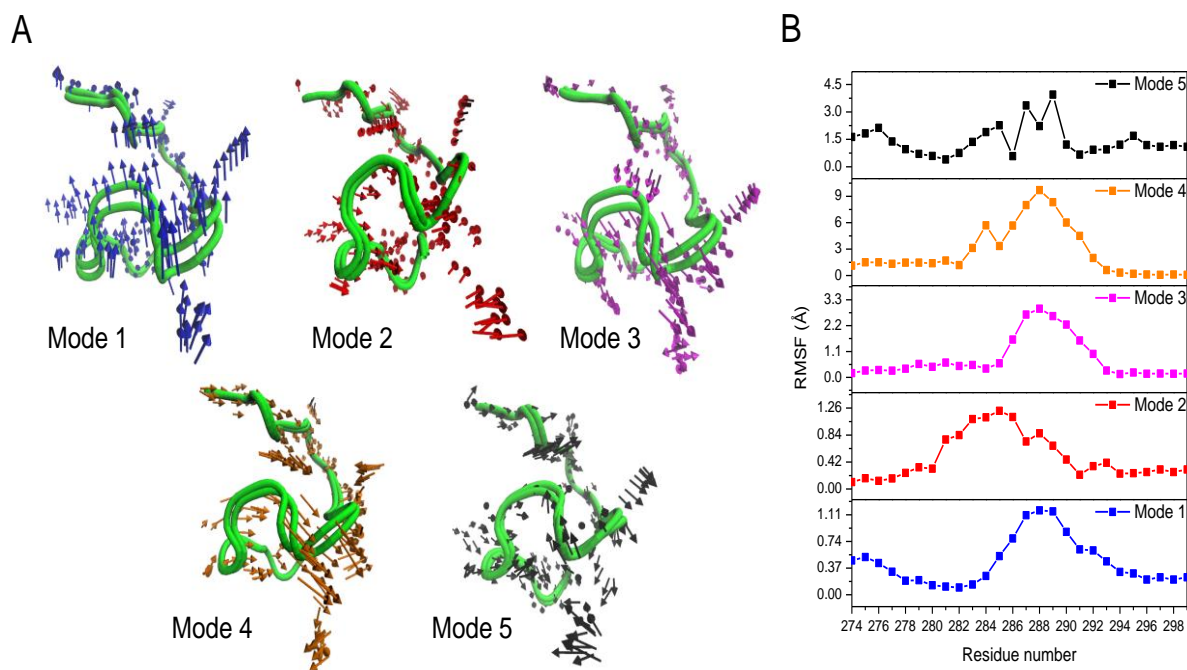 A
Mode 1
Mode 2
Mode 3
Mode 4
Mode 5
B
RMSF (Å)
4.5
3.0
1.5
0.0
Mode 5
9
6
3
0
Mode 4
3.3
2.2
1.1
0.0
Mode 3
1.26
0.84
0.42
0.00
Mode 2
1.11
0.74
0.37
0.00
Mode 1
274 276 278 280 282 284 286 288 290 292 294 296 298
Residue number